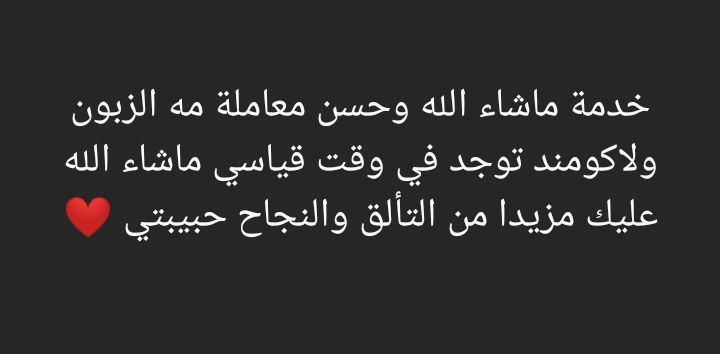 خدمة ماشاء الله وحسن معاملة مه الزبون
ولاكومند توجد في وقت قياسي ماشاء الله
عليك مزيدا من التألق والنجاح حبيبتي ❤️